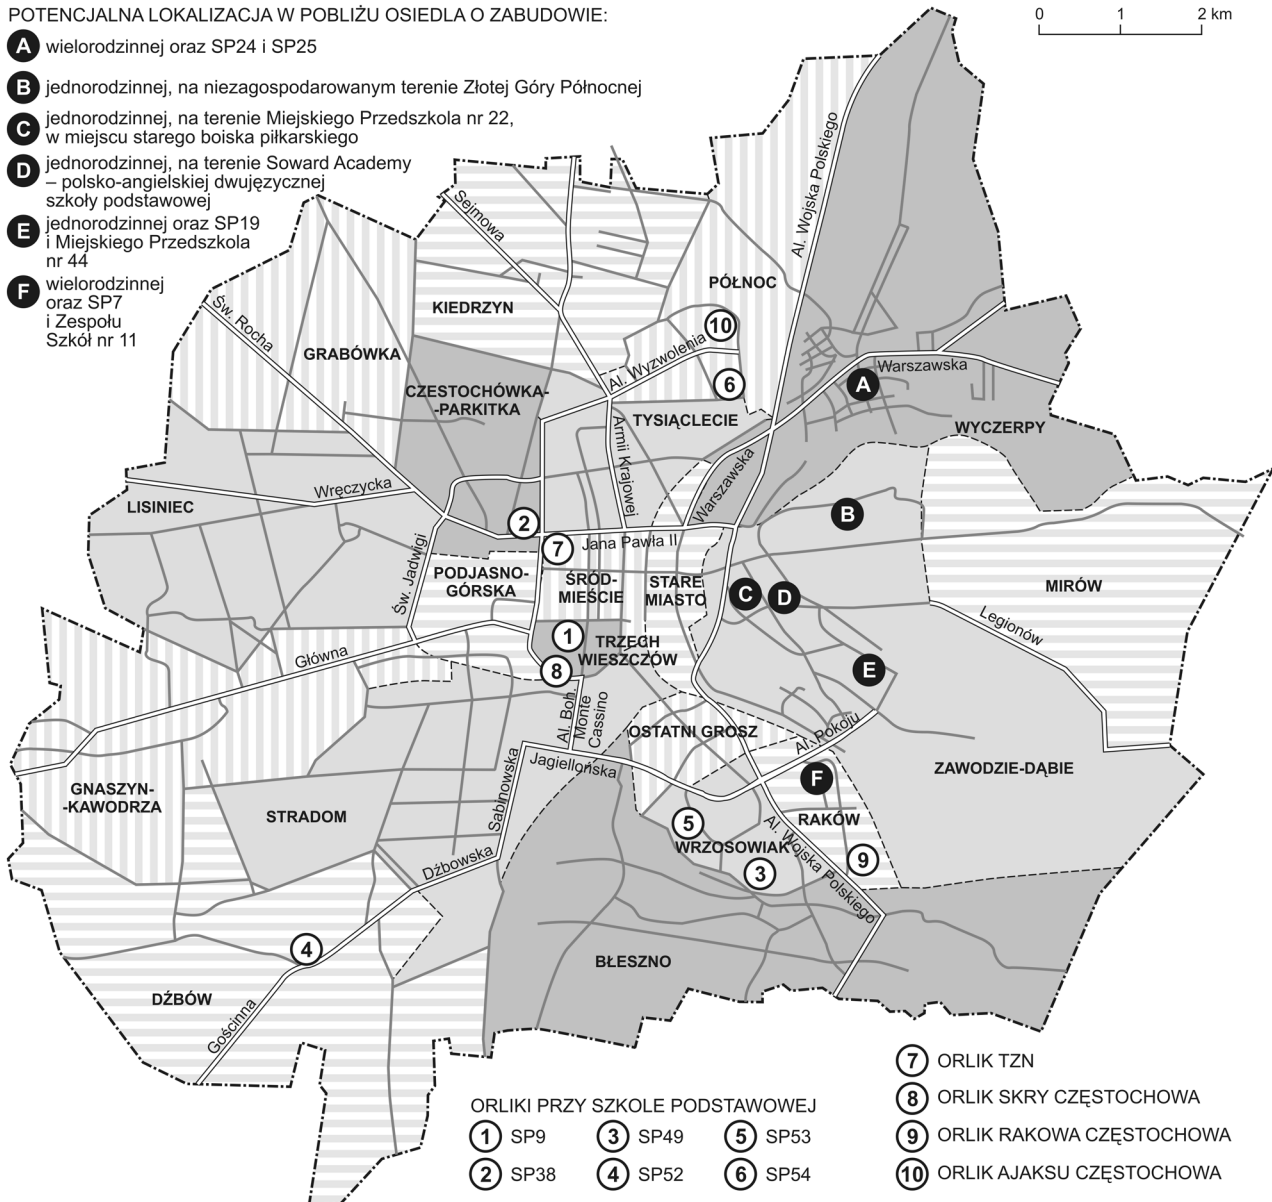 POTENCJALNA LOKALIZACJA W POBLIŻU OSIEDLA O ZABUDOWIE:
A wielorodzinnej oraz SP24 i SP25
B jednorodzinnej, na niezagospodarowanym terenie Złotej Góry Północnej
C jednorodzinnej, na terenie Miejskiego Przedszkola nr 22,
w miejscu starego boiska piłkarskiego
D jednorodzinnej, na terenie Soward Academy
– polsko-angielskiej dwujęzycznej
szkoły podstawowej
E jednorodzinnej oraz SP19
i Miejskiego Przedszkola
nr 44
F wielorodzinnej
oraz SP7
i Zespołu
Szkół nr 11
0 1 2 km
Al. Wojska Polskiego
Sejmowa
PÓŁNOC
KIEDRZYN
Św. Rocha
10
GRABÓWKA
Al. Wyzwolenia
Warszawska
A
6
CZESTOCHÓWKA-
-PARKITKA
TYSIĄCLECIE
WYCZERPY
Armii Krajowej
Warszawska
Wręczycka
LISINIEC
B
2
7
Jana Pawła II
Św. Jadwigi
PODJASNO-
GÓRSKA
ŚRÓD-
MIEŚCIE
STARE
MIASTO
C
D
MIRÓW
Legionów
1
TRZECH
WIESZCZÓW
Główna
8
E
Al. Boh.
Monte
Cassino
OSTATNI GROSZ
Al. Pokoju
Jagiellońska
ZAWODZIE-DĄBIE
F
GNASZYN-
-KAWODRZA
STRADOM
Sabinowska
5
RAKÓW
WRZOSOWIAK
Al. Wojska Polskiego
Dźbowska
9
3
4
BŁESZNO
DŹBÓW
Gościnna
ORLIKI PRZY SZKOLE PODSTAWOWEJ
1 SP9
2 SP38
3 SP49
4 SP52
5 SP53
6 SP54
7 ORLIK TZN
8 ORLIK SKRY CZĘSTOCHOWA
9 ORLIK RAKOWA CZĘSTOCHOWA
10 ORLIK AJAKSU CZĘSTOCHOWA